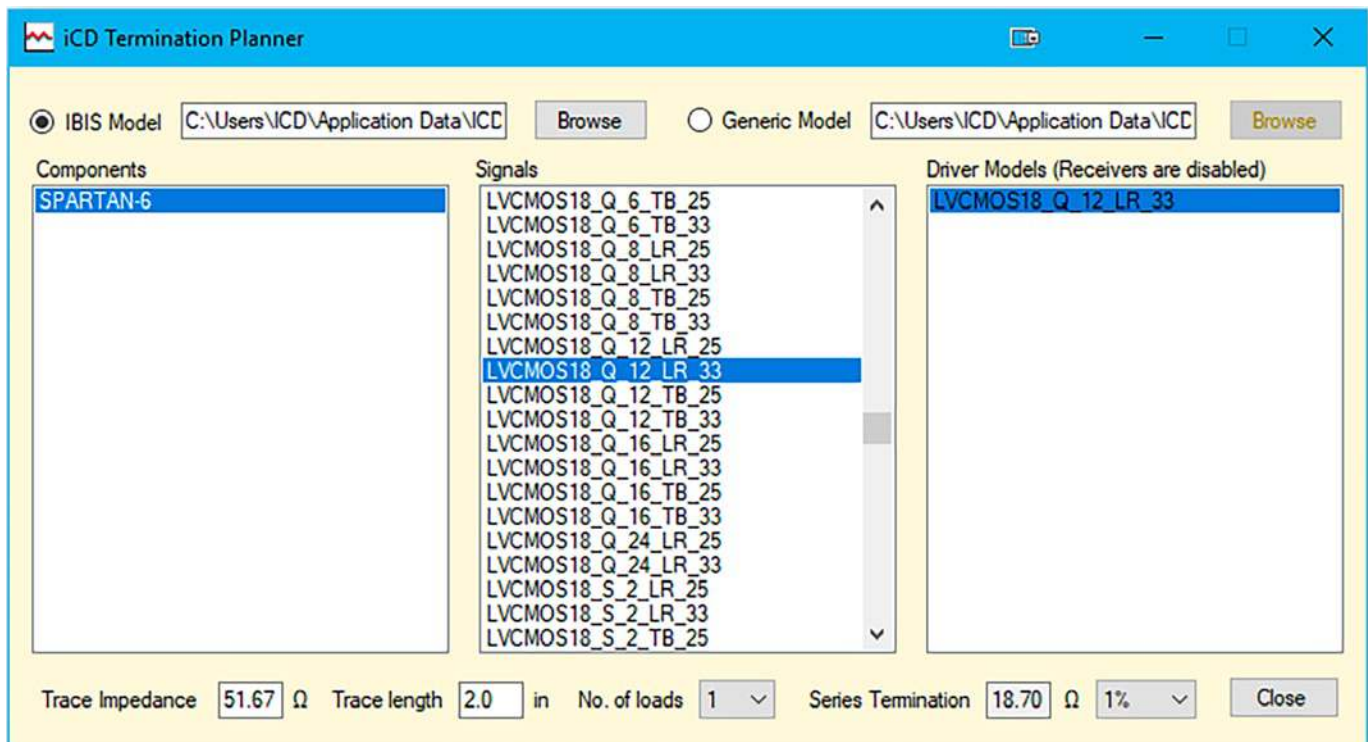 iCD Termination Planner
IBIS Model C:\Users\ICD\Application Data\ICD Browse Generic Model C:\Users\ICD\Application Data\ICD Browse
Components
SPARTAN-6
Signals
LVCMOS18_Q_6_TB_25
LVCMOS18_Q_6_TB_33
LVCMOS18_Q_8_LR_25
LVCMOS18_Q_8_LR_33
LVCMOS18_Q_8_TB_25
LVCMOS18_Q_8_TB_33
LVCMOS18_Q_12_LR_25
LVCMOS18_Q_12_LR_33
LVCMOS18_Q_12_TB_25
LVCMOS18_Q_12_TB_33
LVCMOS18_Q_16_LR_25
LVCMOS18_Q_16_LR_33
LVCMOS18_Q_16_TB_25
LVCMOS18_Q_16_TB_33
LVCMOS18_Q_24_LR_25
LVCMOS18_Q_24_LR_33
LVCMOS18_S_2_LR_25
LVCMOS18_S_2_LR_33
LVCMOS18_S_2_TB_25
Driver Models (Receivers are disabled)
LVCMOS18_Q_12_LR_33
Trace Impedance 51.67 Ω Trace length 2.0 in No. of loads 1 Series Termination 18.70 Ω 1% Close